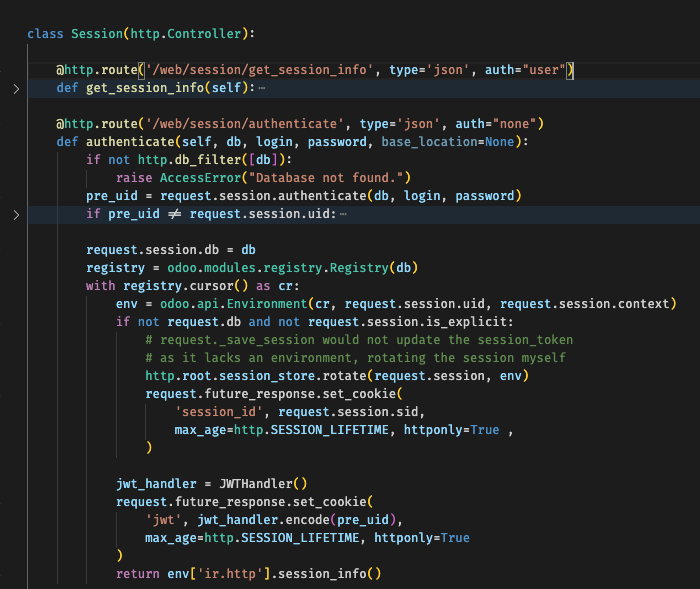 class Session(http.Controller):
@http.route('/web/session/get_session_info', type='json', auth="user")
def get_session_info(self):⋯
@http.route('/web/session/authenticate', type='json', auth="none")
def authenticate(self, db, login, password, base_location=None):
if not http.db_filter([db]):
raise AccessError("Database not found.")
pre_uid = request.session.authenticate(db, login, password)
if pre_uid ≠ request.session.uid:⋯
request.session.db = db
registry = odoo.modules.registry.Registry(db)
with registry.cursor() as cr:
env = odoo.api.Environment(cr, request.session.uid, request.session.context)
if not request.db and not request.session.is_explicit:
# request._save_session would not update the session_token
# as it lacks an environment, rotating the session myself
http.root.session_store.rotate(request.session, env)
request.future_response.set_cookie(
'session_id', request.session.sid,
max_age=http.SESSION_LIFETIME, httponly=True ,
)
jwt_handler = JWTHandler()
request.future_response.set_cookie(
'jwt', jwt_handler.encode(pre_uid),
max_age=http.SESSION_LIFETIME, httponly=True
)
return env['ir.http'].session_info()